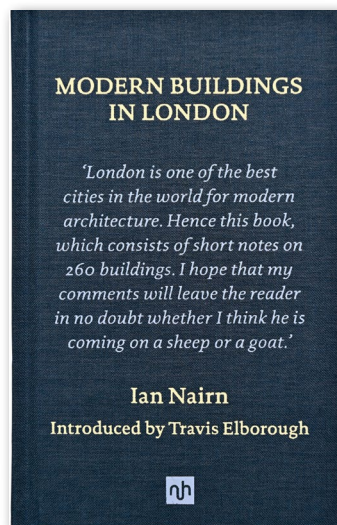 MODERN BUILDINGS
IN LONDON
‘London is one of the best
cities in the world for modern
architecture. Hence this book,
which consists of short notes on
260 buildings. I hope that my
comments will leave the reader
in no doubt whether I think he is
coming on a sheep or a goat.’
Ian Nairn
Introduced by Travis Elborough
nh